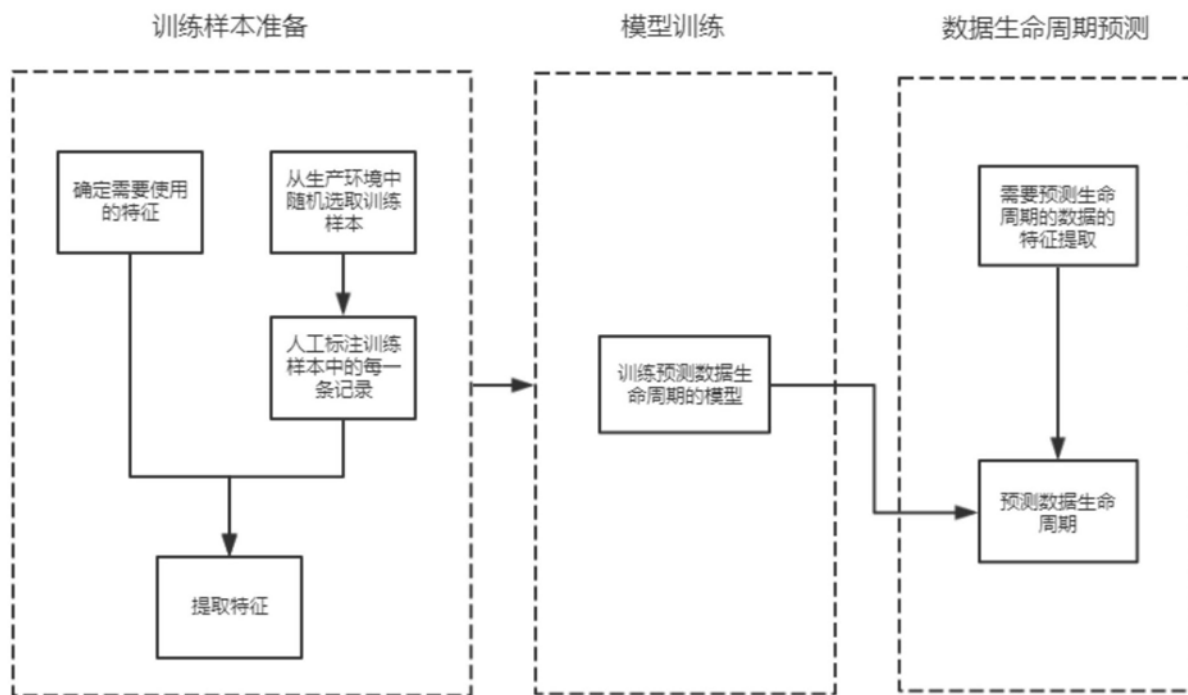 训练样本准备
模型训练
数据生命周期预测
确定需要使用
的特征
从生产环境中
随机选取训练
样本
人工标注训练
样本中的每一
条记录
提取特征
训练预测数据生
命周期的模型
需要预测生命
周期的数据的
特征提取
预测数据生命
周期